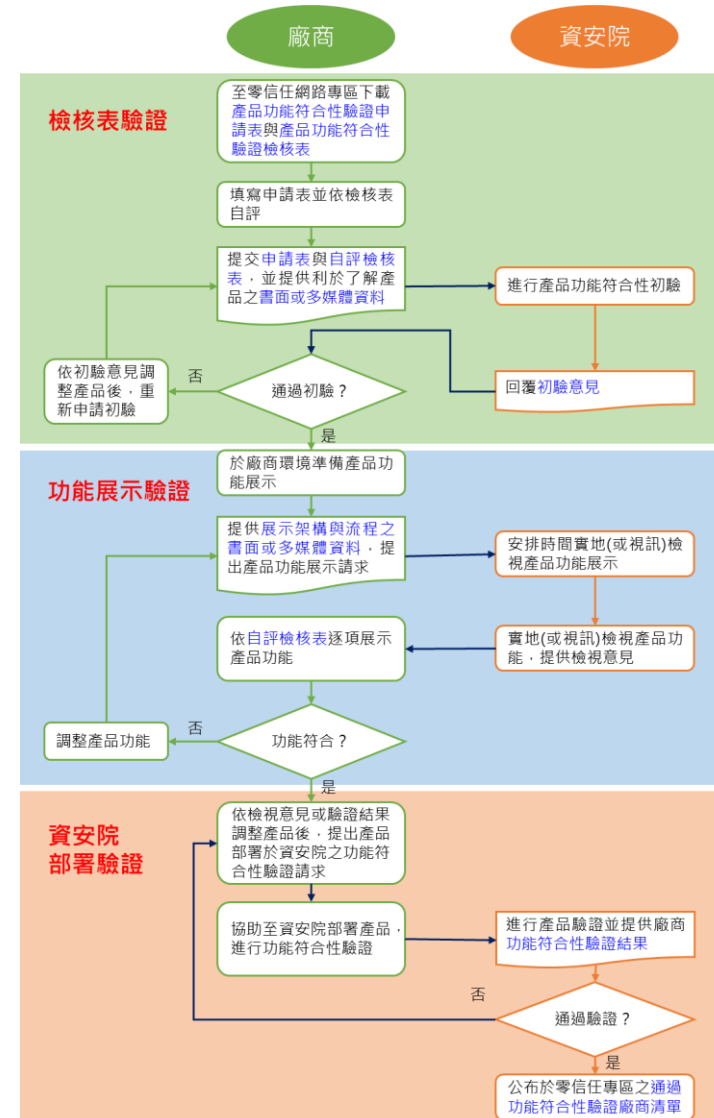 廠商
資安院
檢核表驗證
至零信任網路專區下載
產品功能符合性驗證申
請表與產品功能符合性
驗證檢核表
填寫申請表並依檢核表
自評
提交申請表與自評檢核
表，並提供利於了解產
品之書面或多媒體資料
進行產品功能符合性初驗
依初驗意見調
整產品後，重
新申請初驗
否
通過初驗？
回覆初驗意見
是
功能展示驗證
於廠商環境準備產品功
能展示
提供展示架構與流程之
書面或多媒體資料，提
出產品功能展示請求
安排時間實地(或視訊)檢
視產品功能展示
依自評檢核表逐項展示
產品功能
實地(或視訊)檢視產品功
能，提供檢視意見
調整產品功能
否
功能符合？
是
資安院
部署驗證
依檢視意見或驗證結果
調整產品後，提出產品
部署於資安院之功能符
合性驗證請求
協助至資安院部署產品，
進行功能符合性驗證
進行產品驗證並提供廠商
功能符合性驗證結果
否
通過驗證？
是
公布於零信任專區之通過
功能符合性驗證廠商清單